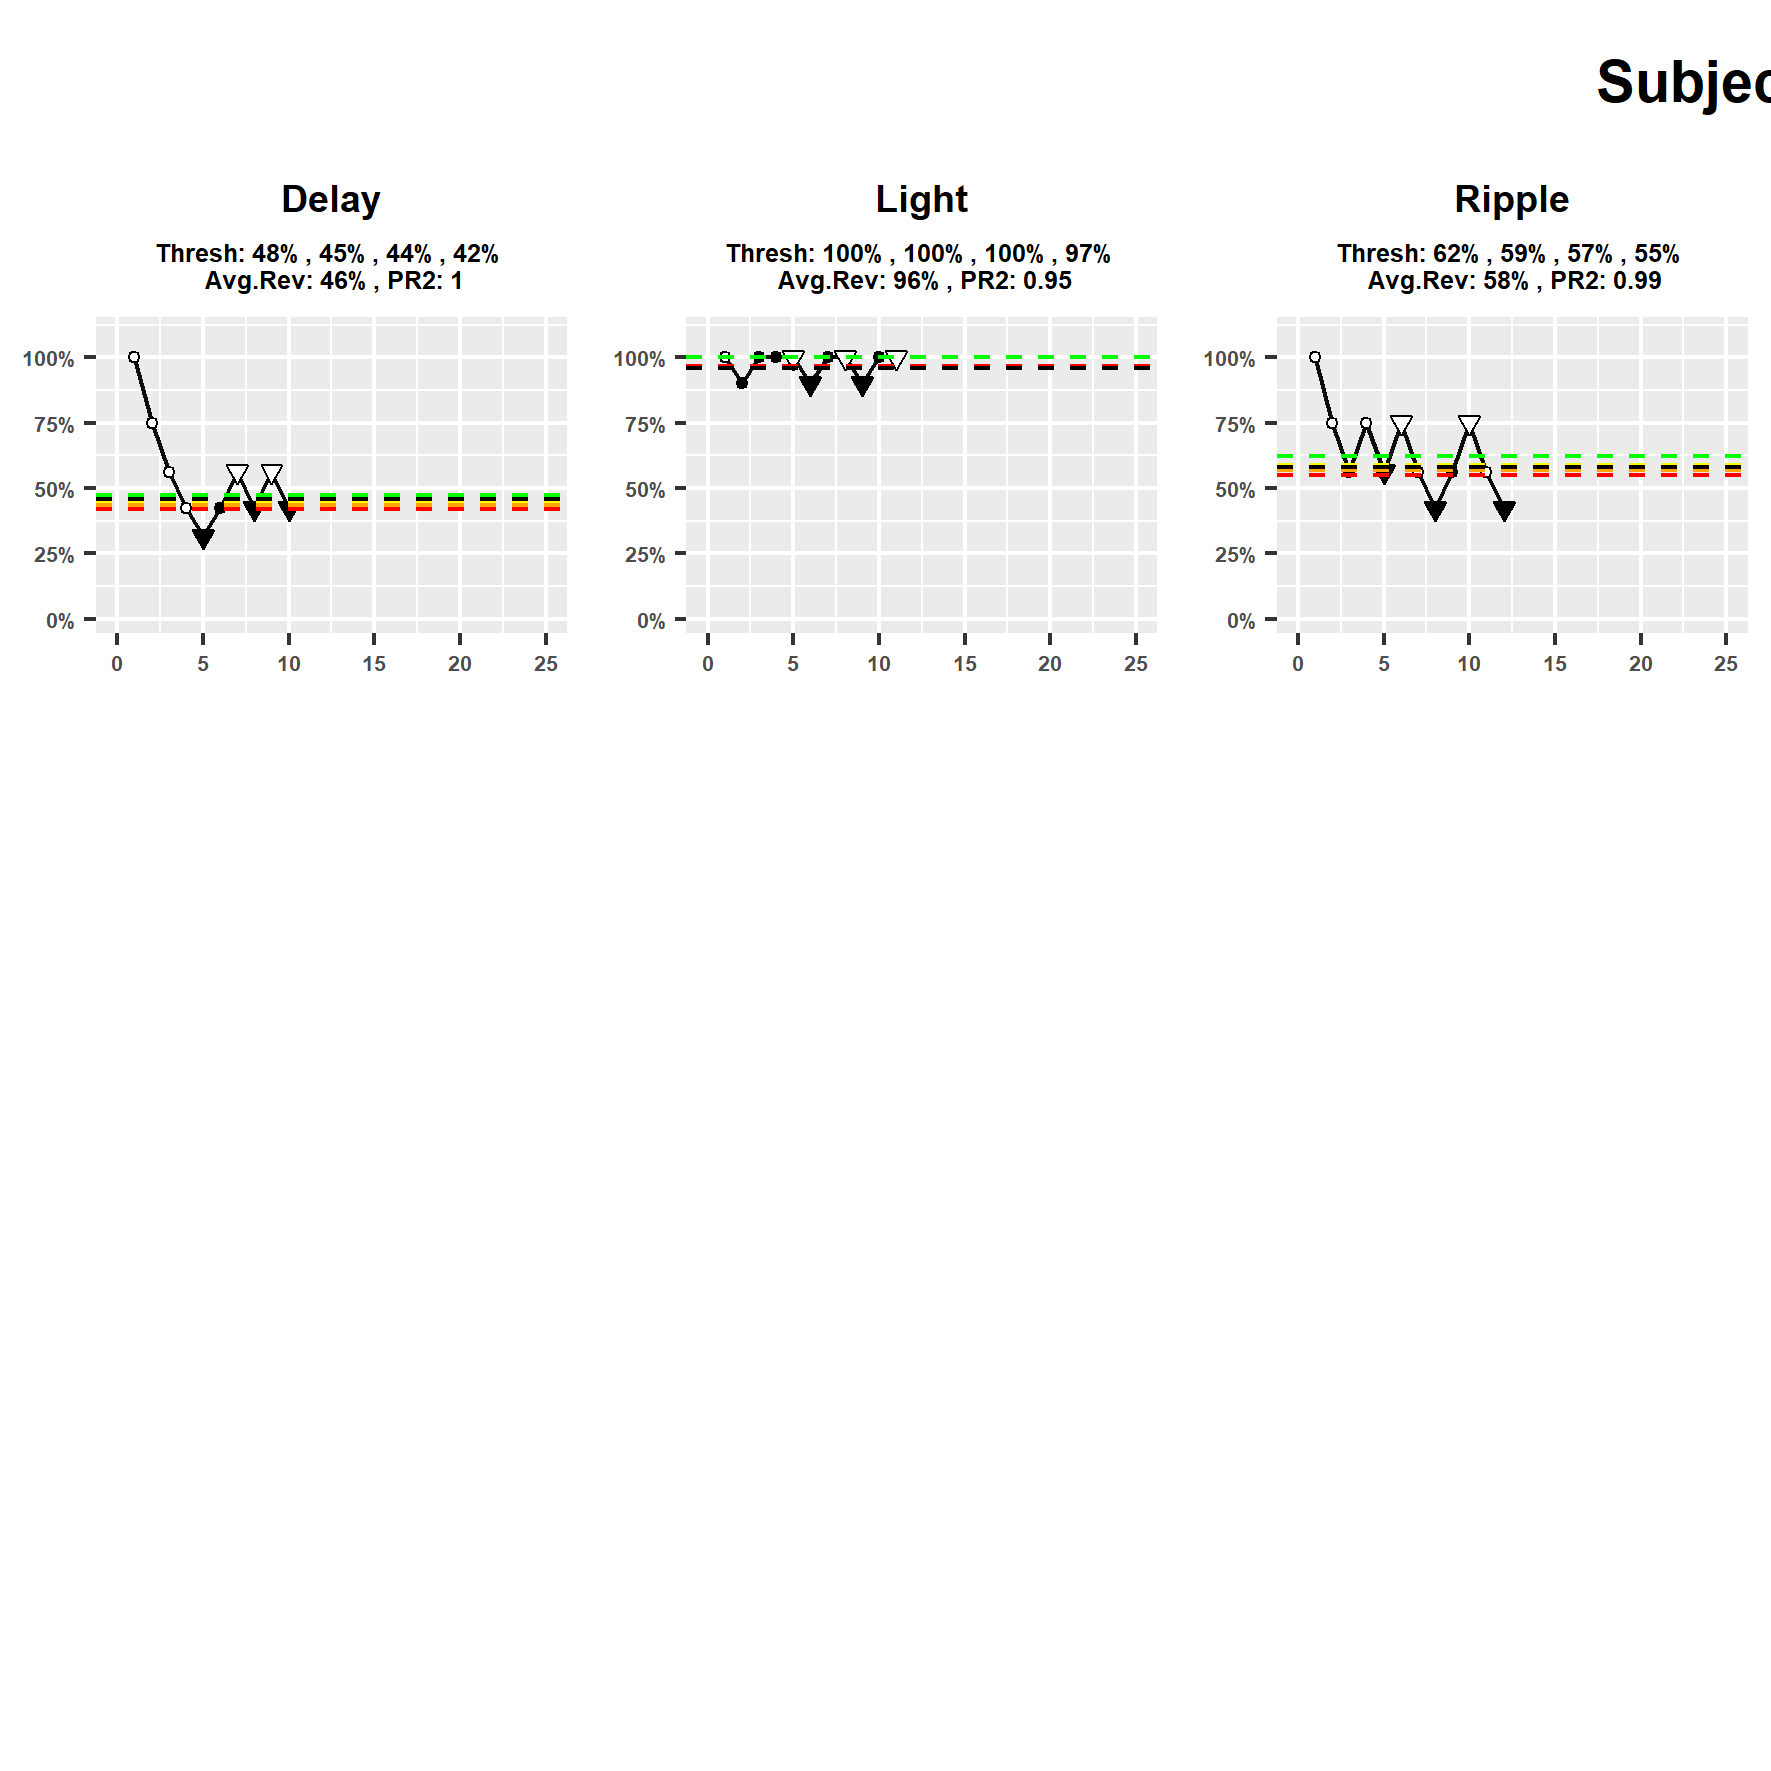 Subjec
Delay
Thresh: 48% , 45% , 44% , 42%
Avg.Rev: 46% , PR2: 1
100%
75%
50%
25%
0%
0 5 10 15 20 25
Light
Thresh: 100% , 100% , 100% , 97%
Avg.Rev: 96% , PR2: 0.95
100%
75%
50%
25%
0%
0 5 10 15 20 25
Ripple
Thresh: 62% , 59% , 57% , 55%
Avg.Rev: 58% , PR2: 0.99
100%
75%
50%
25%
0%
0 5 10 15 20 25